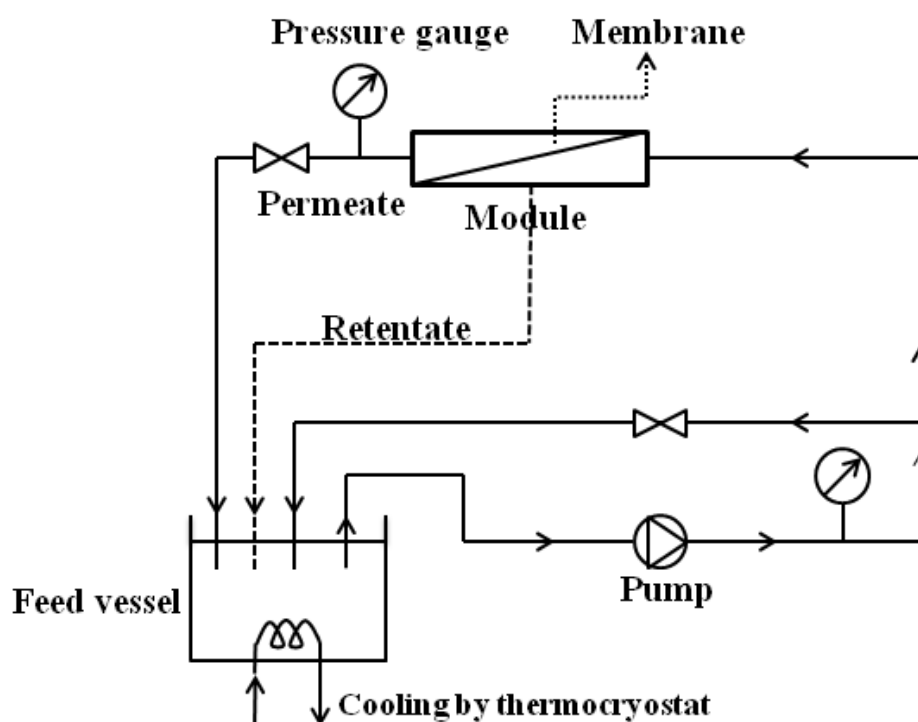 Pressure gauge
Membrane
Permeate
Module
Retentate
Pump
Feed vessel
Cooling by thermocryostat